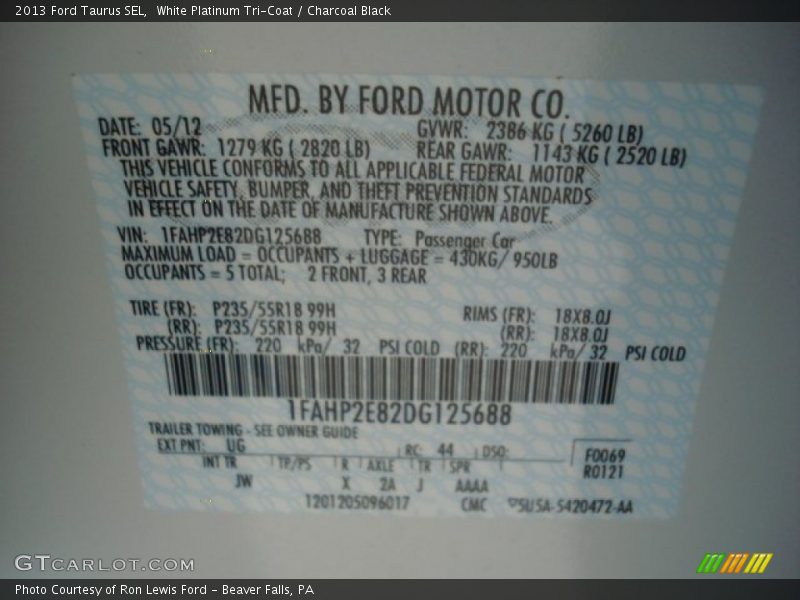 2013 Ford Taurus SEL, White Platinum Tri-Coat / Charcoal Black
MFD. BY FORD MOTOR CO.
DATE: 05/12 GVWR: 2386 KG ( 5260 LB)
FRONT GAWR: 1279 KG ( 2820 LB) REAR GAWR: 1143 KG ( 2520 LB)
THIS VEHICLE CONFORMS TO ALL APPLICABLE FEDERAL MOTOR
VEHICLE SAFETY, BUMPER, AND THEFT PREVENTION STANDARDS
IN EFFECT ON THE DATE OF MANUFACTURE SHOWN ABOVE.
VIN: 1FAHP2E82DG125688 TYPE: Passenger Car
MAXIMUM LOAD = OCCUPANTS + LUGGAGE = 430KG/ 950LB
OCCUPANTS = 5 TOTAL; 2 FRONT, 3 REAR
TIRE (FR): P235/55R18 99H RIMS (FR): 18X8.0J
(RR): P235/55R18 99H (RR): 18X8.0J
PRESSURE (FR): 220 kPa/ 32 PSI COLD (RR): 220 kPa/ 32 PSI COLD
1FAHP2E82DG125688
TRAILER TOWING - SEE OWNER GUIDE
EXT PNT: UG RC: 44 DSO: F0069
INT TR TP/PS R AXLE TR SPR R0121
JW X 2A J AAAA
1201205096017 CMC 5U5A-5420472-AA
GTCARLOT.COM
Photo Courtesy of Ron Lewis Ford - Beaver Falls, PA